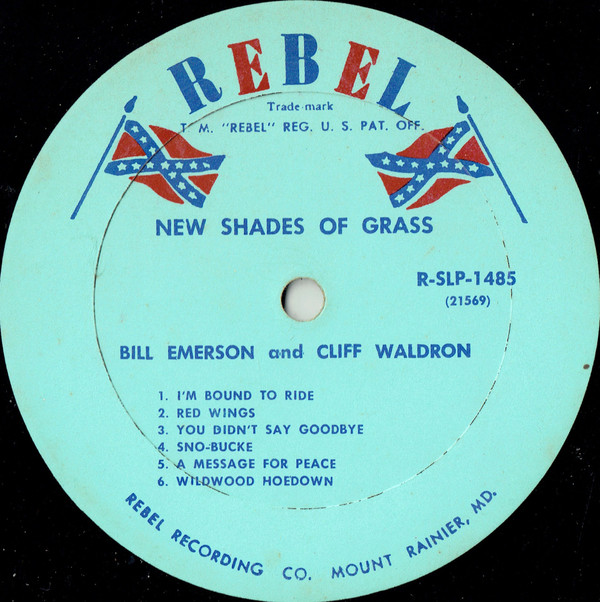 REBEL
Trade-mark
T. M. "REBEL" REG. U. S. PAT. OFF.
NEW SHADES OF GRASS
R-SLP-1485
(21569)
BILL EMERSON and CLIFF WALDRON
1. I'M BOUND TO RIDE
2. RED WINGS
3. YOU DIDN'T SAY GOODBYE
4. SNO-BUCKE
5. A MESSAGE FOR PEACE
6. WILDWOOD HOEDOWN
REBEL RECORDING CO. MOUNT RAINIER, MD.